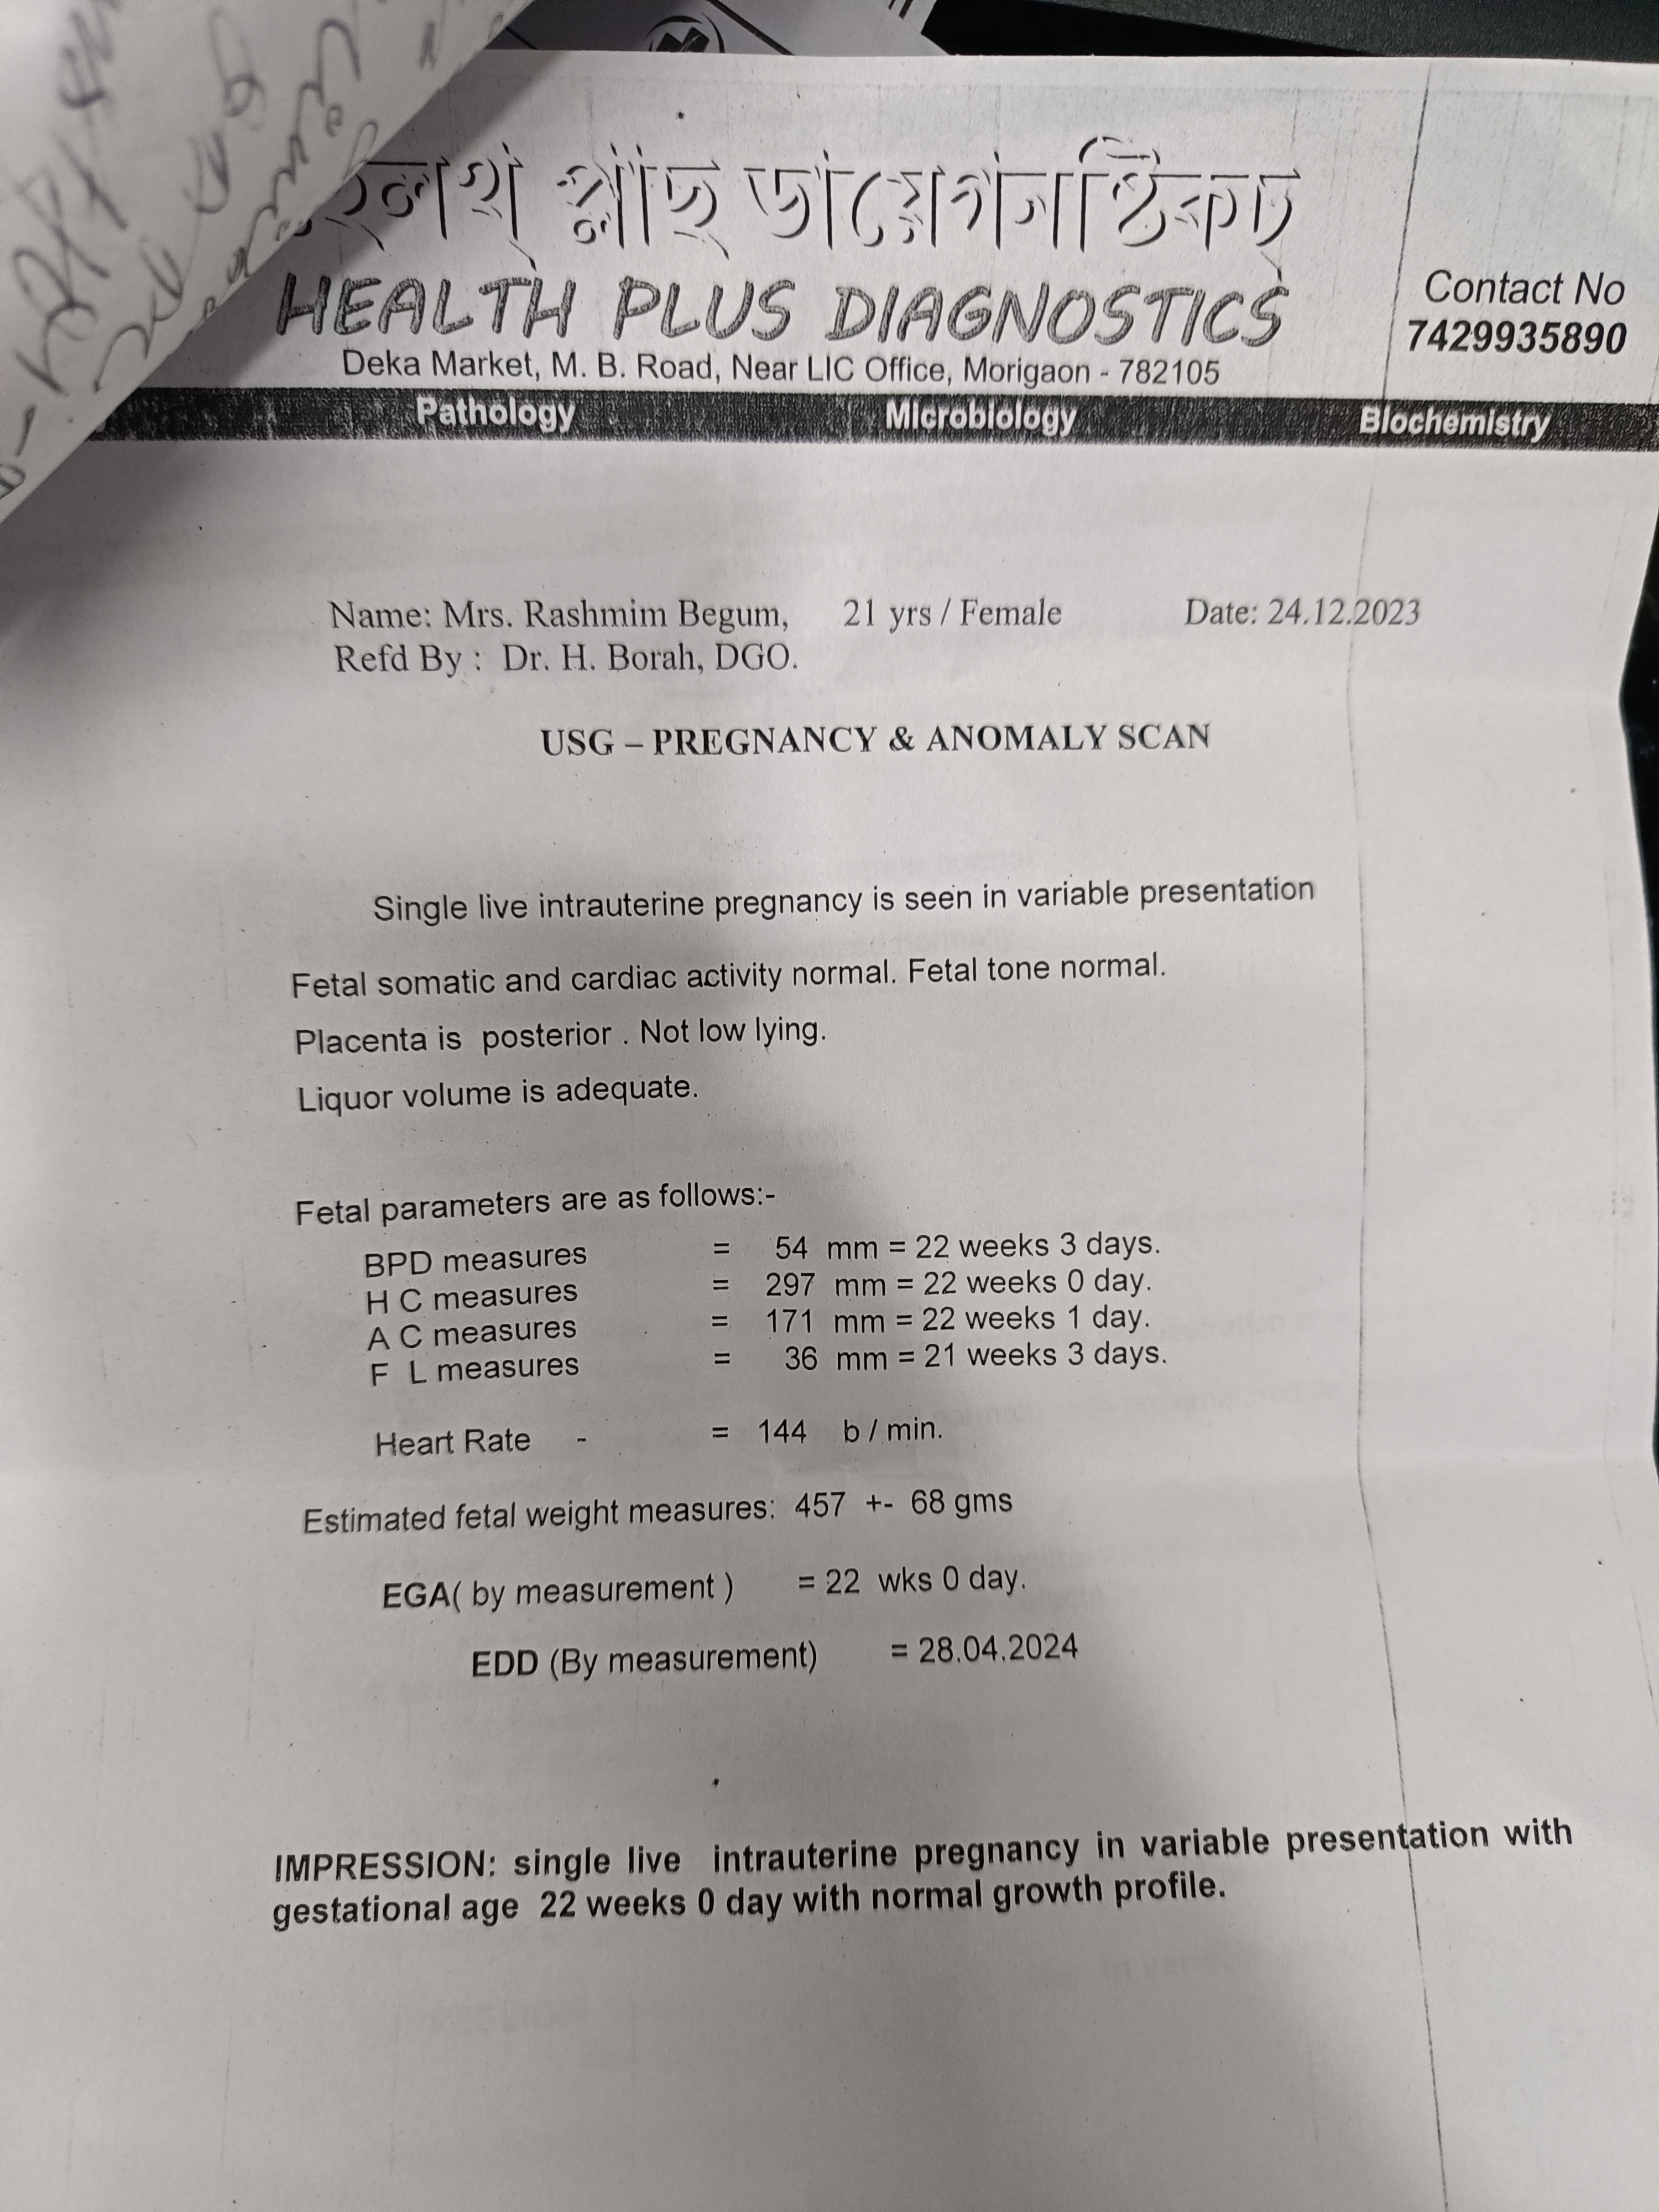 প্লাছ ডায়েগনষ্টিকচ
HEALTH PLUS DIAGNOSTICS
Deka Market, M. B. Road, Near LIC Office, Morigaon - 782105
Contact No
7429935890
Pathology Microbiology Biochemistry
Name: Mrs. Rashmim Begum, 21 yrs / Female Date: 24.12.2023
Refd By : Dr. H. Borah, DGO.
USG – PREGNANCY & ANOMALY SCAN
Single live intrauterine pregnancy is seen in variable presentation
Fetal somatic and cardiac activity normal. Fetal tone normal.
Placenta is posterior . Not low lying.
Liquor volume is adequate.
Fetal parameters are as follows:-
BPD measures = 54 mm = 22 weeks 3 days.
H C measures = 297 mm = 22 weeks 0 day.
A C measures = 171 mm = 22 weeks 1 day.
F L measures = 36 mm = 21 weeks 3 days.
Heart Rate - = 144 b / min.
Estimated fetal weight measures: 457 +- 68 gms
EGA( by measurement ) = 22 wks 0 day.
EDD (By measurement) = 28.04.2024
IMPRESSION: single live intrauterine pregnancy in variable presentation with
gestational age 22 weeks 0 day with normal growth profile.